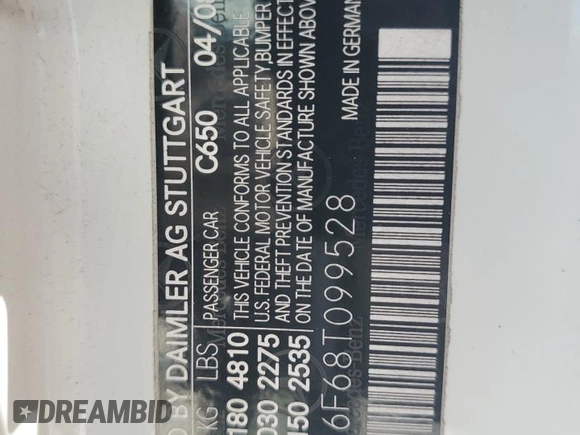 D BY DAIMLER AG STUTTGART
KG LBS PASSENGER CAR C650 04/0
180 4810 THIS VEHICLE CONFORMS TO ALL APPLICABLE
030 2275 U.S. FEDERAL MOTOR VEHICLE SAFETY, BUMPER
150 2535 AND THEFT PREVENTION STANDARDS IN EFFECT
ON THE DATE OF MANUFACTURE SHOWN ABOVE
6F68T099528 MADE IN GERMANY
DREAMBID
.com